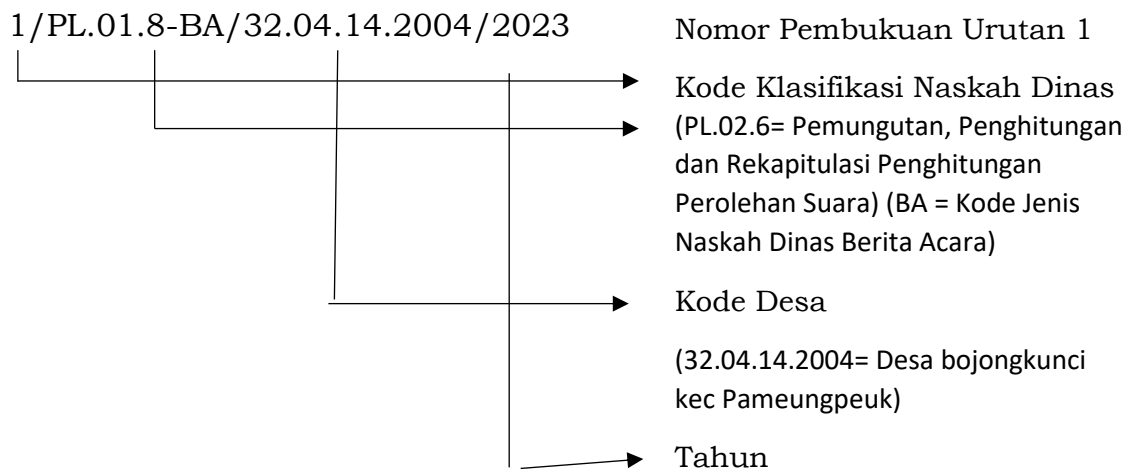 1/PL.01.8-BA/32.04.14.2004/2023
Nomor Pembukuan Urutan 1
Kode Klasifikasi Naskah Dinas
(PL.02.6= Pemungutan, Penghitungan
dan Rekapitulasi Penghitungan
Perolehan Suara) (BA = Kode Jenis
Naskah Dinas Berita Acara)
Kode Desa
(32.04.14.2004= Desa bojongkunci
kec Pameungpeuk)
Tahun